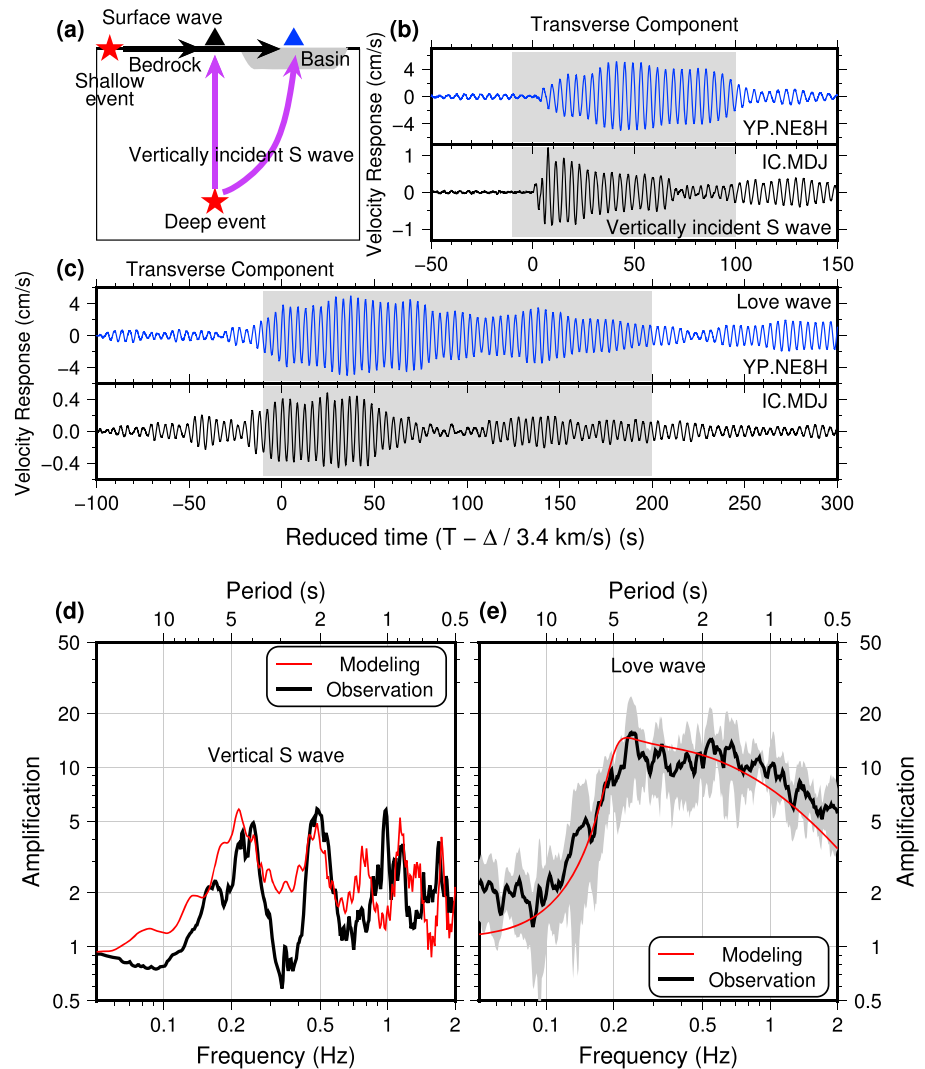 (a)
Surface wave
Bedrock
Basin
Shallow
event
Vertically incident S wave
Deep event
(b)
Transverse Component
Velocity Response (cm/s)
4
0
−4
YP.NE8H
1
0
−1
IC.MDJ
Vertically incident S wave
−50 0 50 100 150
(c)
Transverse Component
Velocity Response (cm/s)
4
0
−4
Love wave
YP.NE8H
0.4
0.0
−0.4
IC.MDJ
−100 −50 0 50 100 150 200 250 300
Reduced time (T − Δ / 3.4 km/s) (s)
(d)
Period (s)
10 5 2 1 0.5
Amplification
50
20
10
5
2
1
0.5
Modeling
Observation
Vertical S wave
0.1 0.2 0.5 1 2
Frequency (Hz)
(e)
Period (s)
10 5 2 1 0.5
Love wave
Modeling
Observation
50
20
10
5
2
1
0.5
Amplification
0.1 0.2 0.5 1 2
Frequency (Hz)